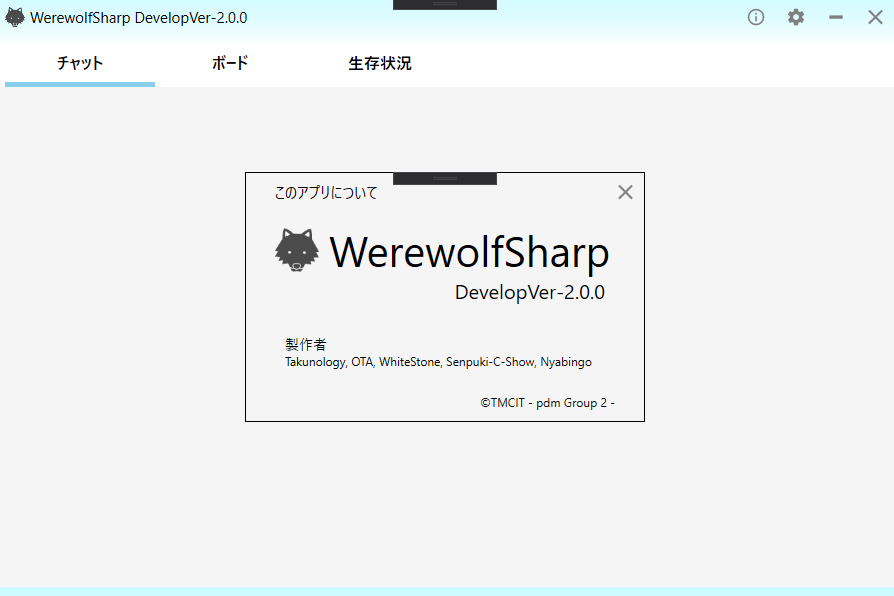 WerewolfSharp DevelopVer-2.0.0
チャット ボード 生存状況
このアプリについて
WerewolfSharp
DevelopVer-2.0.0
製作者
Takunology, OTA, WhiteStone, Senpuki-C-Show, Nyabingo
©TMCIT - pdm Group 2 -